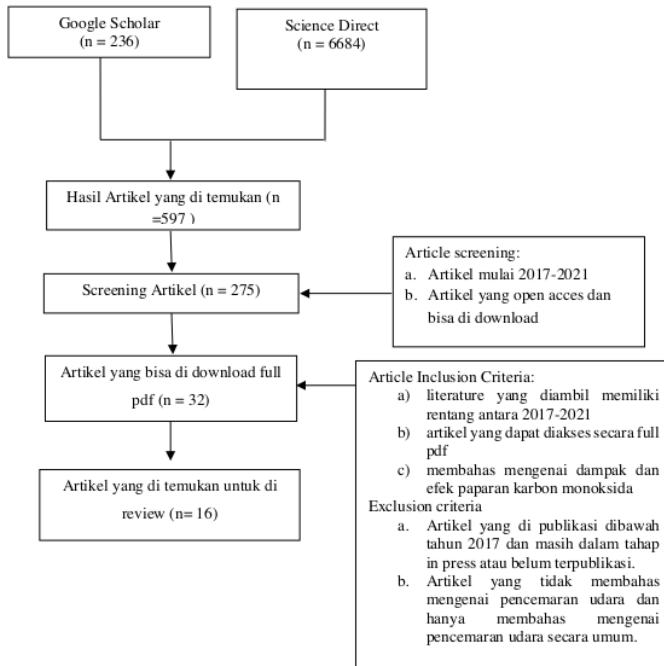 Google Scholar
(n = 236)
Science Direct
(n = 6684)
Hasil Artikel yang di temukan (n
=597 )
Screening Artikel (n = 275)
Article screening:
a. Artikel mulai 2017-2021
b. Artikel yang open acces dan
bisa di download
Artikel yang bisa di download full
pdf (n = 32)
Article Inclusion Criteria:
a) literature yang diambil memiliki
rentang antara 2017-2021
b) artikel yang dapat diakses secara full
pdf
c) membahas mengenai dampak dan
efek paparan karbon monoksida
Exclusion criteria
a. Artikel yang di publikasi dibawah
tahun 2017 dan masih dalam tahap
in press atau belum terpublikasi.
b. Artikel yang tidak membahas
mengenai pencemaran udara dan
hanya membahas mengenai
pencemaran udara secara umum.
Artikel yang di temukan untuk di
review (n= 16)